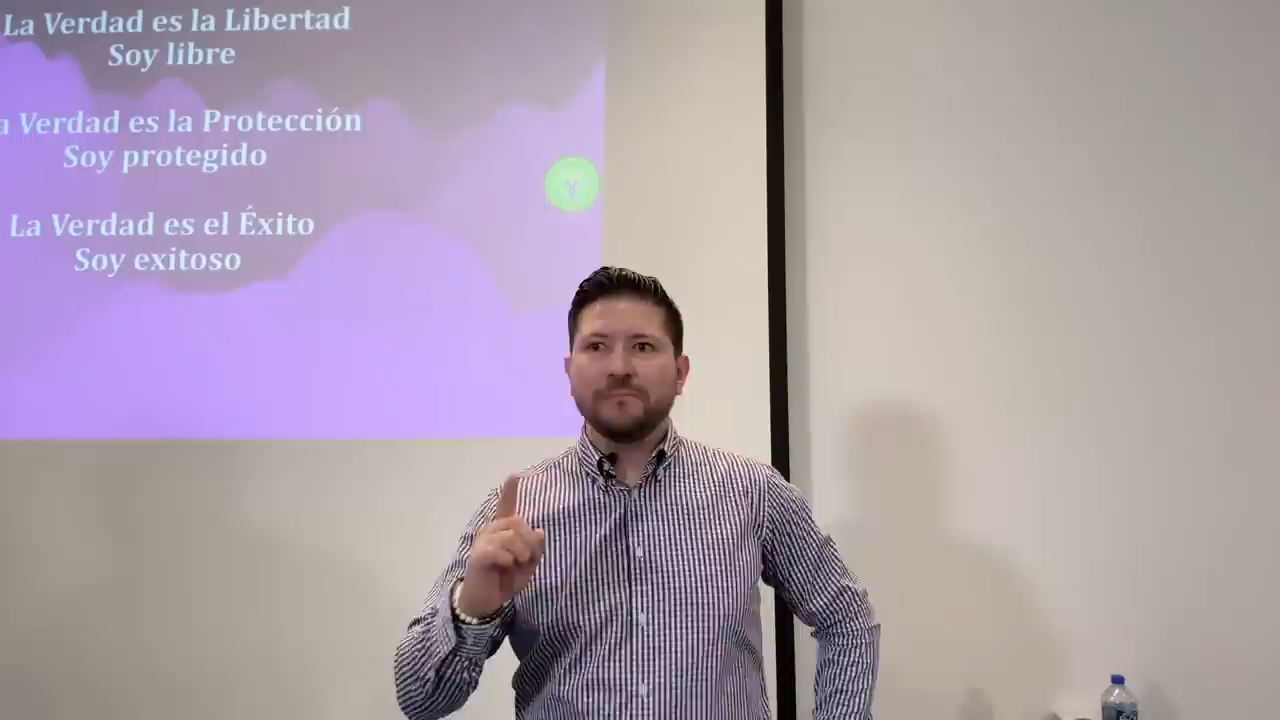 La Verdad es la Libertad
Soy libre
a Verdad es la Protección
Soy protegido
La Verdad es el Éxito
Soy exitoso